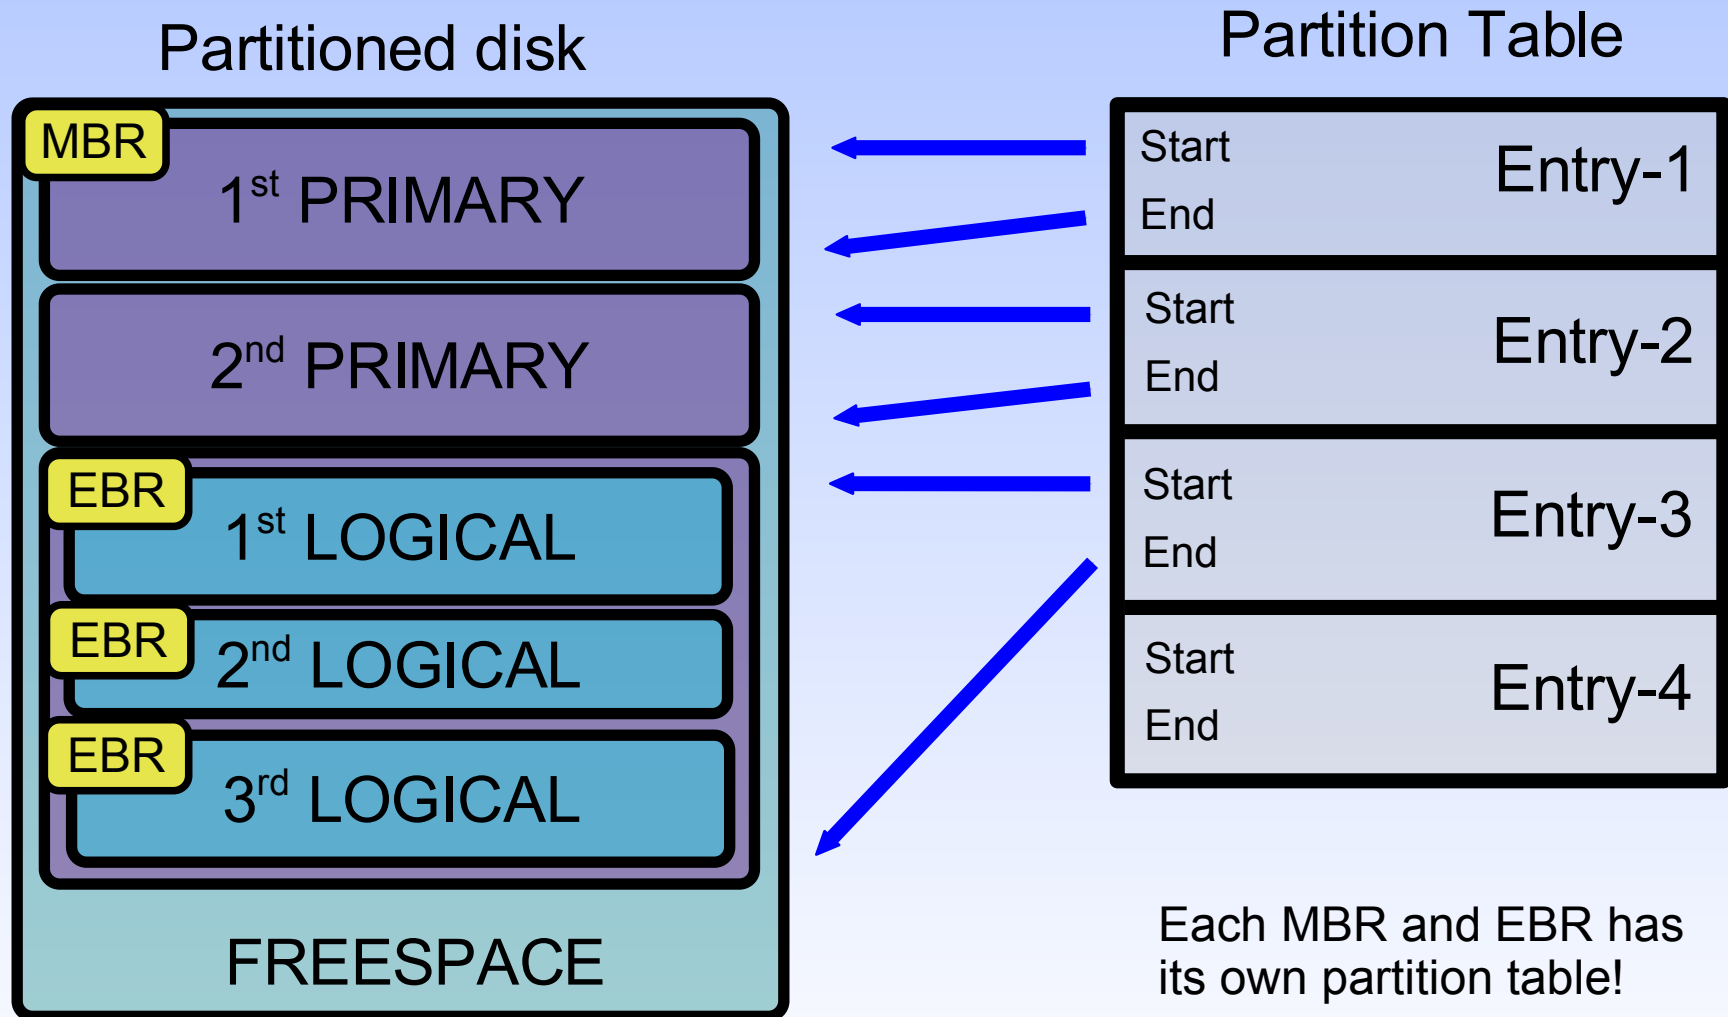 Partitioned disk
MBR
1st PRIMARY
2nd PRIMARY
EBR
1st LOGICAL
EBR
2nd LOGICAL
EBR
3rd LOGICAL
FREESPACE
Partition Table
Start
End
Entry-1
Start
End
Entry-2
Start
End
Entry-3
Start
End
Entry-4
Each MBR and EBR has
its own partition table!